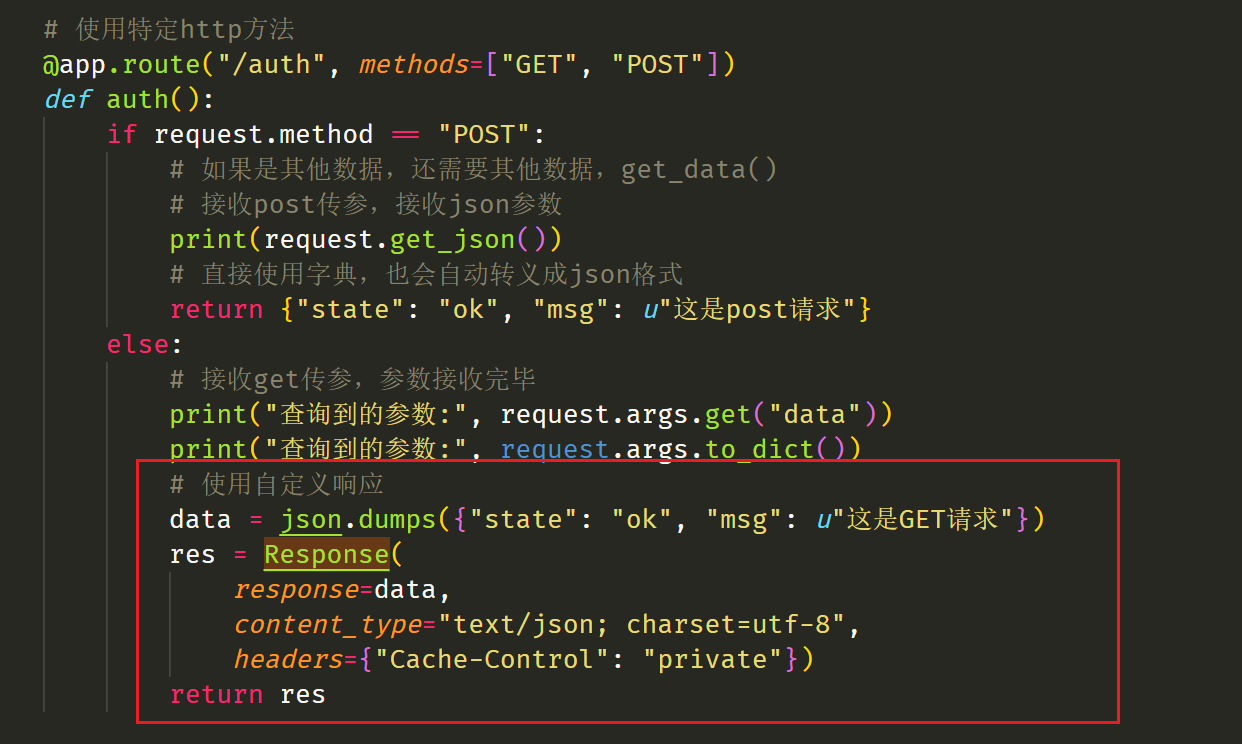 # 使用特定http方法
@app.route("/auth", methods=["GET", "POST"])
def auth():
    if request.method == "POST":
        # 如果是其他数据，还需要其他数据，get_data()
        # 接收post传参，接收json参数
        print(request.get_json())
        # 直接使用字典，也会自动转义成json格式
        return {"state": "ok", "msg": u"这是post请求"}
    else:
        # 接收get传参，参数接收完毕
        print("查询到的参数:", request.args.get("data"))
        print("查询到的参数:", request.args.to_dict())
        # 使用自定义响应
        data = json.dumps({"state": "ok", "msg": u"这是GET请求"})
        res = Response(
            response=data,
            content_type="text/json; charset=utf-8",
            headers={"Cache-Control": "private"})
        return res